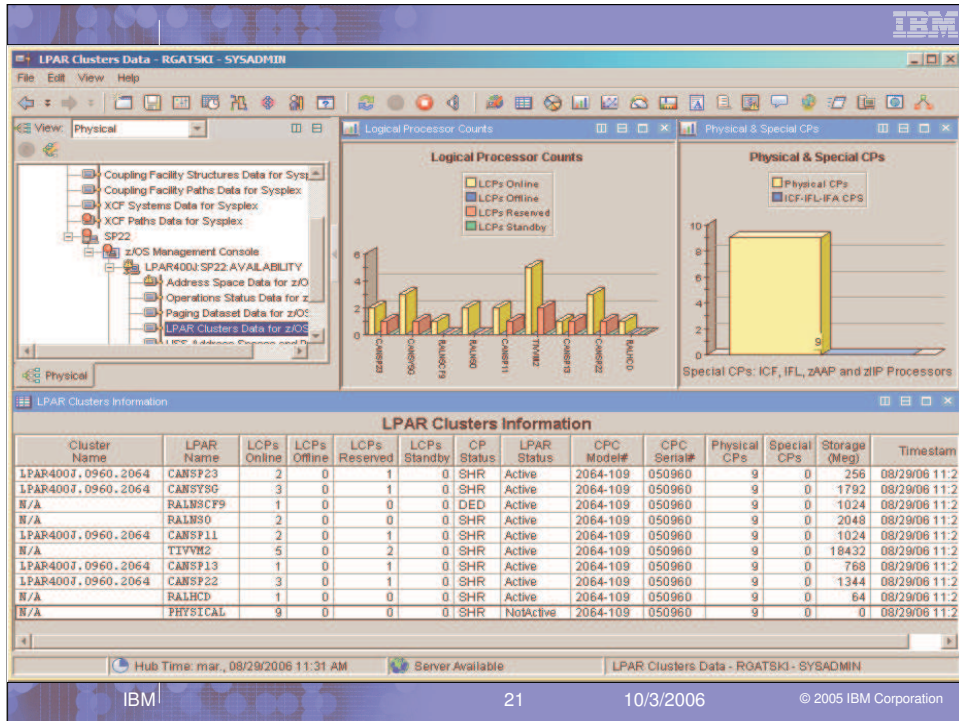 IBM
LPAR Clusters Data - RGATSKI - SYSADMIN
File Edit View Help
View: Physical
Coupling Facility Structures Data for Sysp
Coupling Facility Paths Data for Sysplex
XCF Systems Data for Sysplex
XCF Paths Data for Sysplex
SP22
z/OS Management Console
LPAR400J:SP22:AVAILABILITY
Address Space Data for z/O
Operations Status Data for z
Paging Dataset Data for z/OS
LPAR Clusters Data for z/OS
Physical
Logical Processor Counts
Logical Processor Counts
LCPs Online
LCPs Offline
LCPs Reserved
LCPs Standby
6
4
2
0
CANSP23 CANSYSG RALNSCF9 RALNS0 CANSP11 TIVVM2 CANSP13 CANSP22 RALHCD
Physical & Special CPs
Physical & Special CPs
Physical CPs
ICF-IFL-IFA CPS
10
8
6
4
2
0
9
Special CPs: ICF, IFL, zAAP and zIIP Processors
LPAR Clusters Information
LPAR Clusters Information
Cluster Name LPAR Name LCPs Online LCPs Offline LCPs Reserved LCPs Standby CP Status LPAR Status CPC Model# CPC Serial# Physical CPs Special CPs Storage (Meg) Timestam
LPAR400J.0960.2064 CANSP23 2 0 1 0 SHR Active 2064-109 050960 9 0 256 08/29/06 11:2
LPAR400J.0960.2064 CANSYSG 3 0 1 0 SHR Active 2064-109 050960 9 0 1792 08/29/06 11:2
N/A RALNSCF9 1 0 0 0 DED Active 2064-109 050960 9 0 1024 08/29/06 11:2
N/A RALNS0 2 0 0 0 SHR Active 2064-109 050960 9 0 2048 08/29/06 11:2
LPAR400J.0960.2064 CANSP11 2 0 1 0 SHR Active 2064-109 050960 9 0 1024 08/29/06 11:2
N/A TIVVM2 5 0 2 0 SHR Active 2064-109 050960 9 0 18432 08/29/06 11:2
LPAR400J.0960.2064 CANSP13 1 0 1 0 SHR Active 2064-109 050960 9 0 768 08/29/06 11:2
LPAR400J.0960.2064 CANSP22 3 0 1 0 SHR Active 2064-109 050960 9 0 1344 08/29/06 11:2
N/A RALHCD 1 0 0 0 SHR Active 2064-109 050960 9 0 64 08/29/06 11:2
N/A PHYSICAL 9 0 0 0 SHR NotActive 2064-109 050960 9 0 0 08/29/06 11:2
Hub Time: mar., 08/29/2006 11:31 AM Server Available LPAR Clusters Data - RGATSKI - SYSADMIN
IBM 21 10/3/2006 © 2005 IBM Corporation